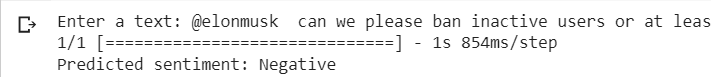 Enter a text: @elonmusk  can we please ban inactive users or at leas
1/1 [==============================] - 1s 854ms/step
Predicted sentiment: Negative